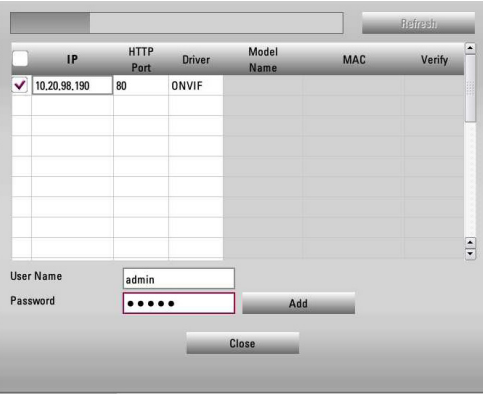 Refresh
IP HTTP Port Driver Model Name MAC Verify
10,20,98,190 80 ONVIF
User Name admin
Password ●●●●● Add
Close